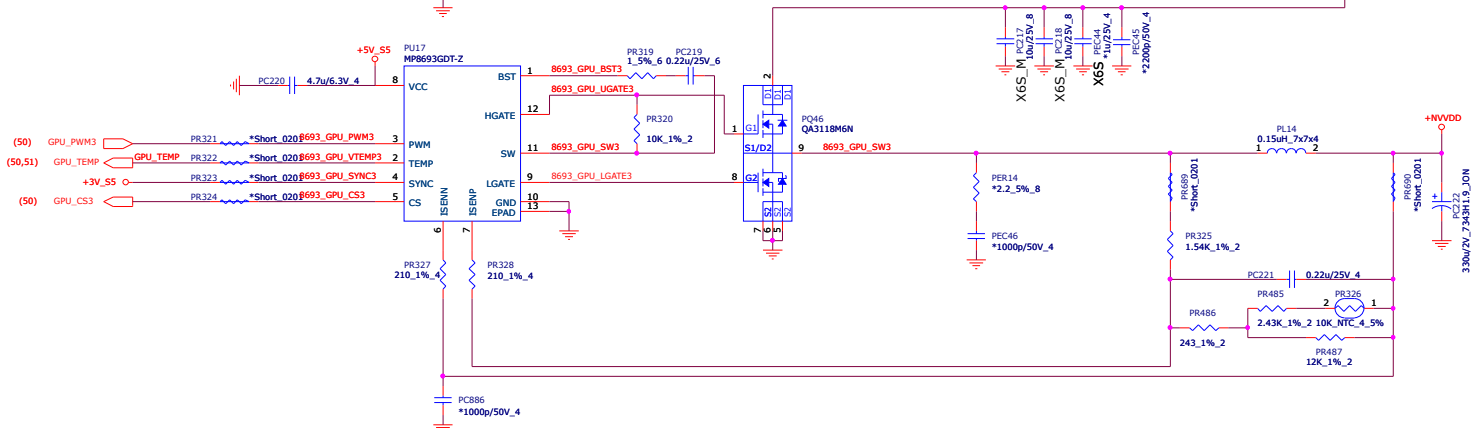 PC217
10u/25V_8
X6S_M
PC218
10u/25V_8
X6S_M
PEC44
*1u/25V_4
X6S
PEC45
*2200p/50V_4
+5V_S5
PU17
MP8693GDT-Z
PC220
4.7u/6.3V_4
8
VCC
BST
1
8693_GPU_BST3
PR319
1_5%_6
PC219
0.22u/25V_6
HGATE
12
8693_GPU_UGATE3
PR320
10K_1%_2
2
D1
D1
D1
G1
1
PQ46
QA3118M6N
(50)
GPU_PWM3
PR321
*Short_0201
8693_GPU_PWM3
3
PWM
(50,51)
GPU_TEMP
GPU_TEMP
PR322
*Short_0201
8693_GPU_VTEMP3
2
TEMP
SW
11
8693_GPU_SW3
S1/D2
9
8693_GPU_SW3
PL14
0.15uH_7x7x4
1
2
+NVVDD
+3V_S5
PR323
*Short_0201
8693_GPU_SYNC3
4
SYNC
LGATE
9
8693_GPU_LGATE3
8
G2
(50)
GPU_CS3
PR324
*Short_0201
8693_GPU_CS3
5
CS
GND
10
EPAD
13
ISENN
ISENP
6
7
S2
S2
S2
7
6
5
PER14
*2.2_5%_8
PEC46
*1000p/50V_4
PR689
*Short_0201
PR690
*Short_0201
+
PC222
330u/2V_7343H1.9_ION
PR325
1.54K_1%_2
PR327
210_1%_4
PR328
210_1%_4
PC221
0.22u/25V_4
PR485
2.43K_1%_2
2
PR326
1
10K_NTC_4_5%
PR486
243_1%_2
PR487
12K_1%_2
PC886
*1000p/50V_4